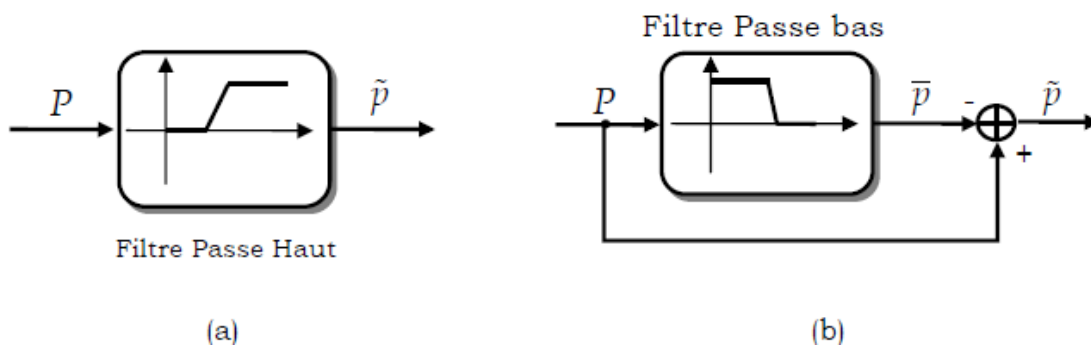 Filtre Passe bas
P
p̃
P
p̄
-
p̃
+
Filtre Passe Haut
(a)
(b)